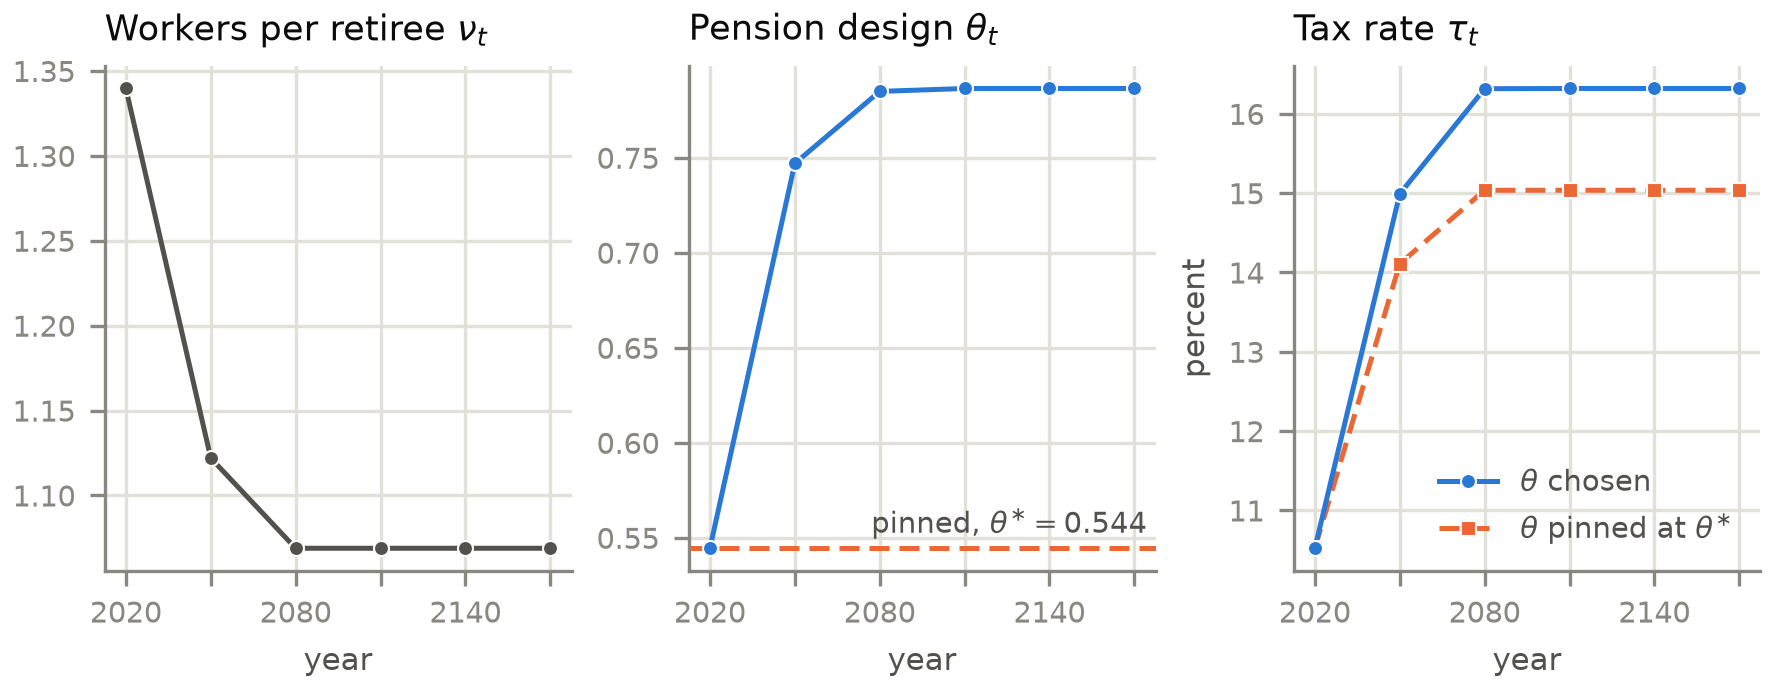 Workers per retiree νₜ
1.35
1.30
1.25
1.20
1.15
1.10
2020
2080
2140
year
Pension design θₜ
0.75
0.70
0.65
0.60
0.55
pinned, θ* = 0.544
2020
2080
2140
year
Tax rate τₜ
percent
16
15
14
13
12
11
θ chosen
θ pinned at θ*
2020
2080
2140
year